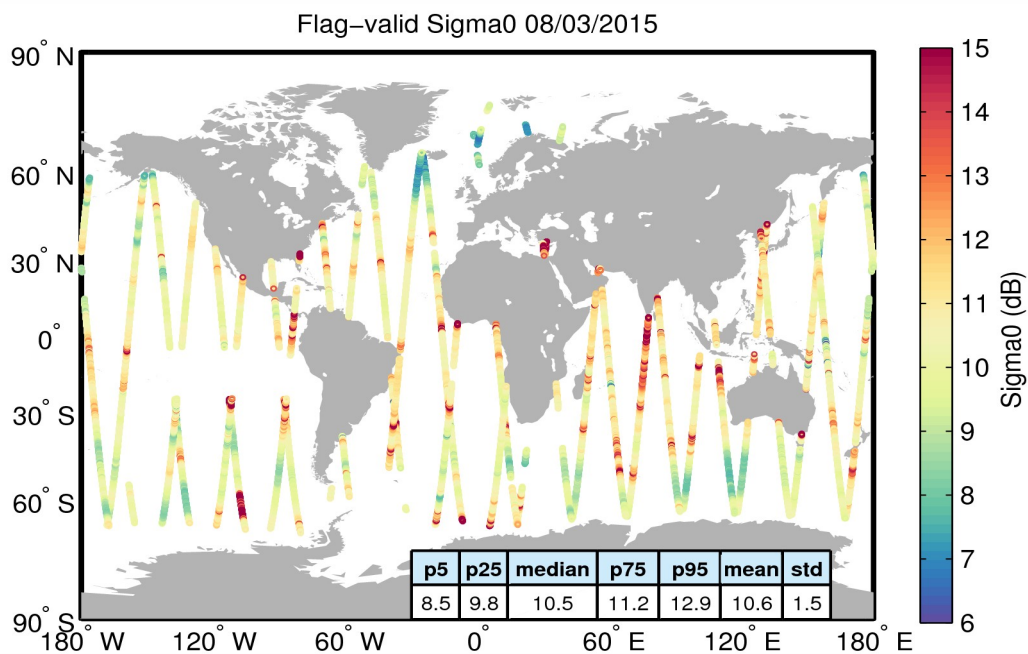 Flag−valid Sigma0 08/03/2015
90° N
60° N
30° N
0°
30° S
60° S
90° S
180° W
120° W
60° W
0°
60° E
120° E
180° E
15
14
13
12
11
10
9
8
7
6
Sigma0 (dB)
p5 p25 median p75 p95 mean std
8.5 9.8 10.5 11.2 12.9 10.6 1.5